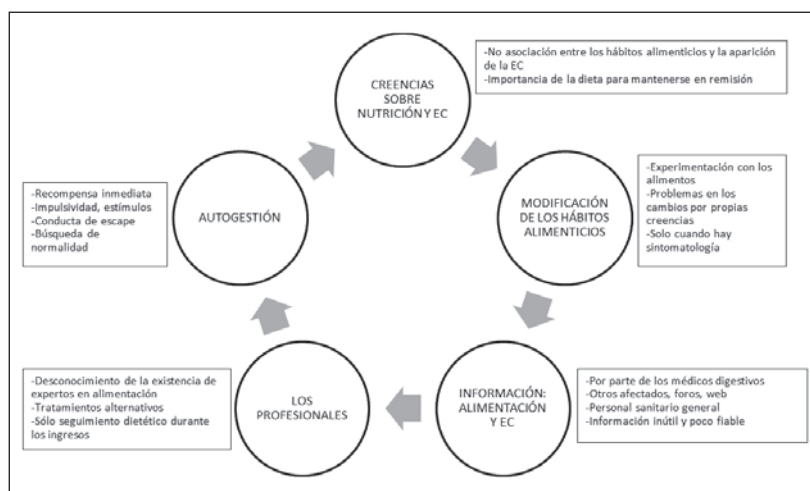 CREENCIAS
SOBRE
NUTRICIÓN Y EC
-No asociación entre los hábitos alimenticios y la aparición
de la EC
-Importancia de la dieta para mantenerse en remisión
MODIFICACIÓN
DE LOS HÁBITOS
ALIMENTICIOS
-Experimentación con los
alimentos
-Problemas en los
cambios por propias
creencias
-Solo cuando hay
sintomatología
INFORMACIÓN:
ALIMENTACIÓN
Y EC
-Por parte de los médicos digestivos
-Otros afectados, foros, web
-Personal sanitario general
-Información inútil y poco fiable
LOS
PROFESIONALES
-Desconocimiento de la existencia de
expertos en alimentación
-Tratamientos alternativos
-Sólo seguimiento dietético durante
los ingresos
AUTOGESTIÓN
-Recompensa inmediata
-Impulsividad, estímulos
-Conducta de escape
-Búsqueda de
normalidad